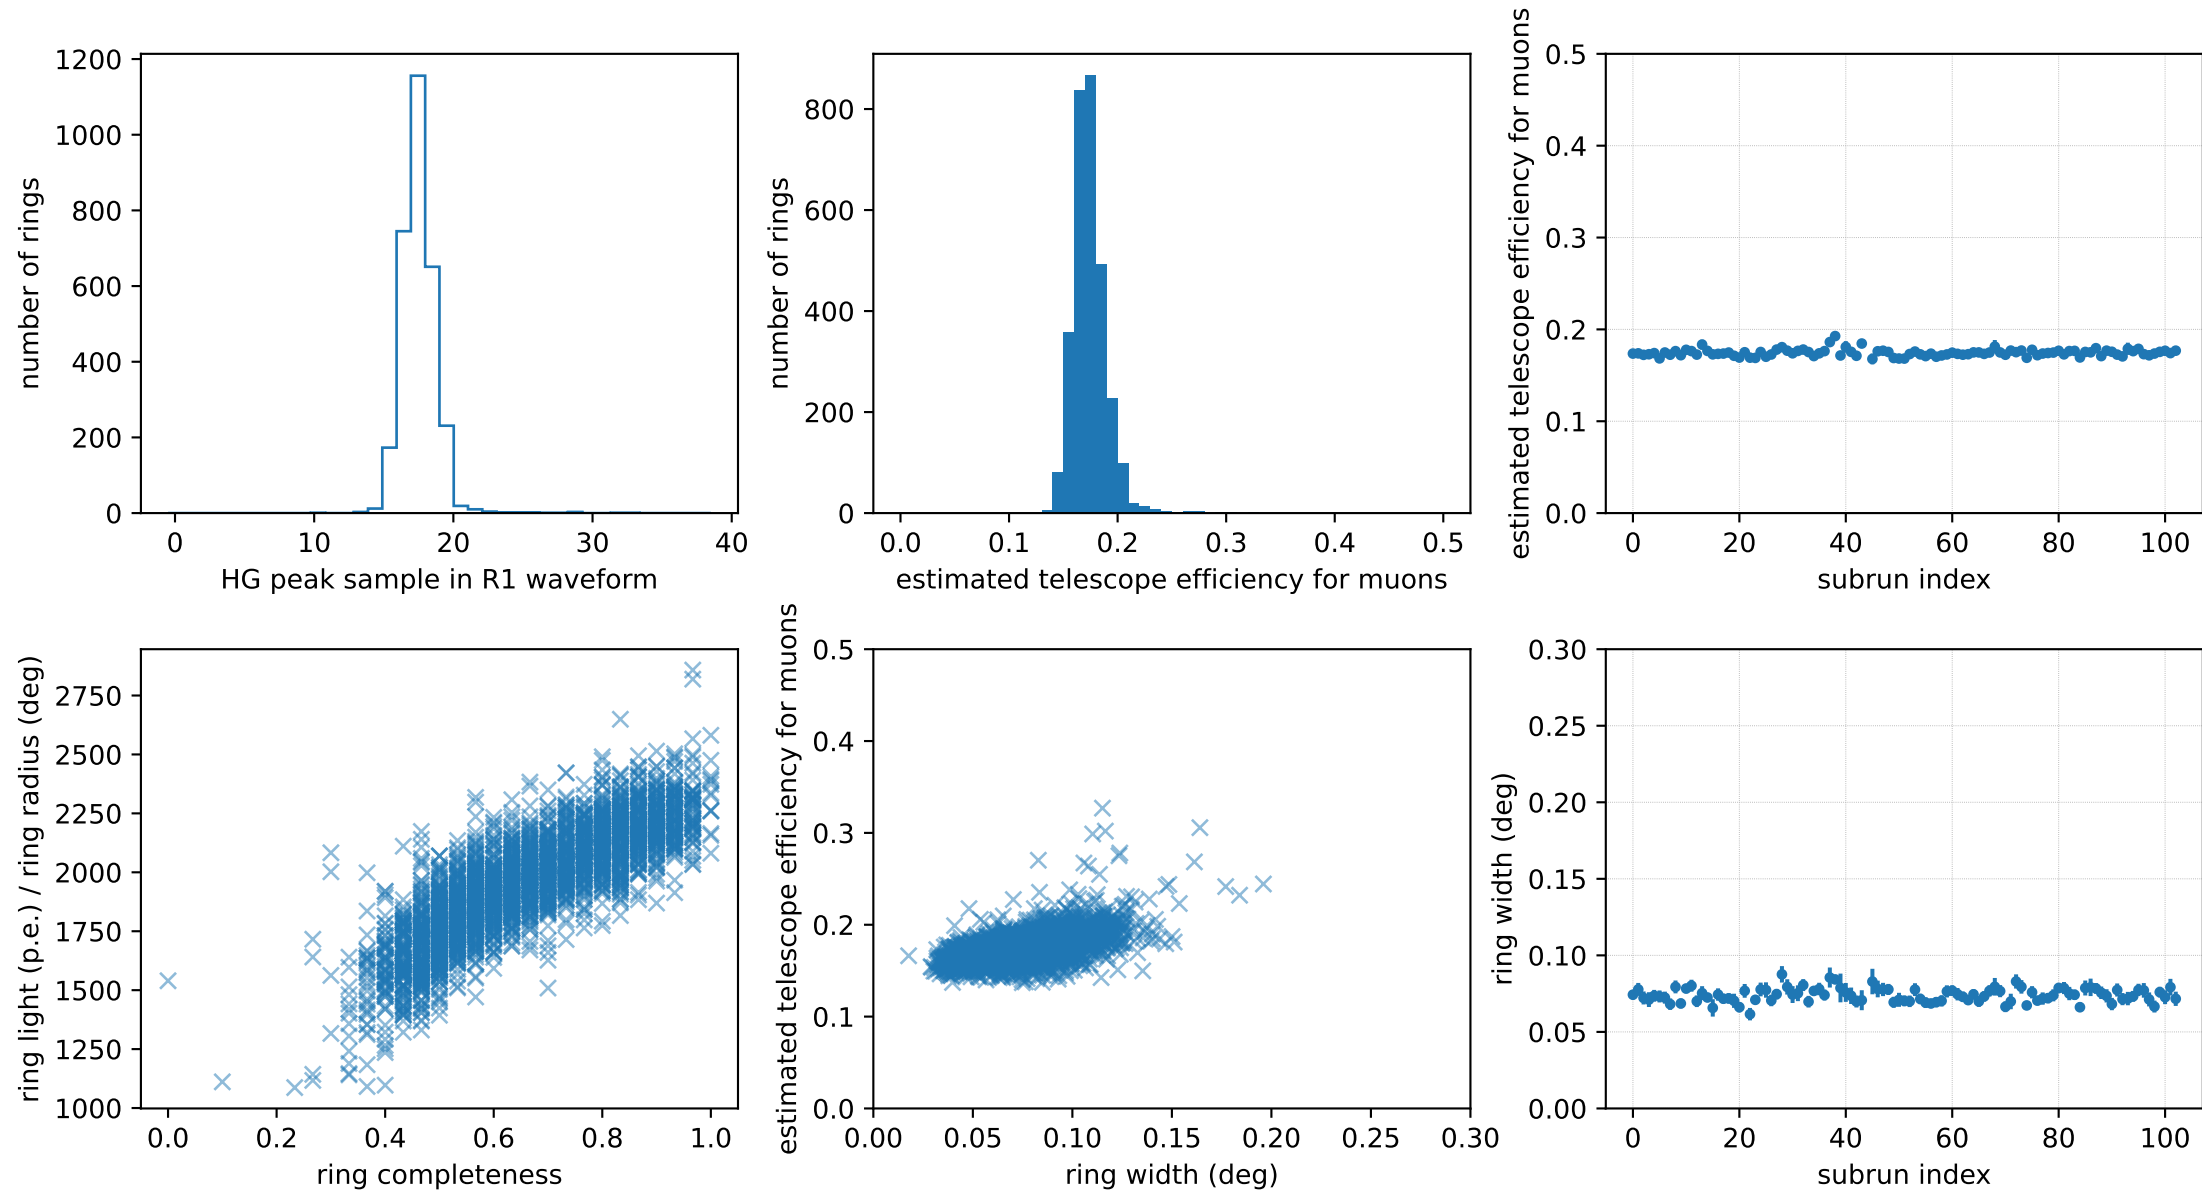 1200
1000
800
600
400
200
0
number of rings
0 10 20 30 40
HG peak sample in R1 waveform
800
600
400
200
0
number of rings
0.0 0.1 0.2 0.3 0.4 0.5
estimated telescope efficiency for muons
0.5
0.4
0.3
0.2
0.1
0.0
estimated telescope efficiency for muons
0 20 40 60 80 100
subrun index
2750
2500
2250
2000
1750
1500
1250
1000
ring light (p.e.) / ring radius (deg)
0.0 0.2 0.4 0.6 0.8 1.0
ring completeness
0.5
0.4
0.3
0.2
0.1
0.0
estimated telescope efficiency for muons
0.00 0.05 0.10 0.15 0.20 0.25 0.30
ring width (deg)
0.30
0.25
0.20
0.15
0.10
0.05
0.00
ring width (deg)
0 20 40 60 80 100
subrun index